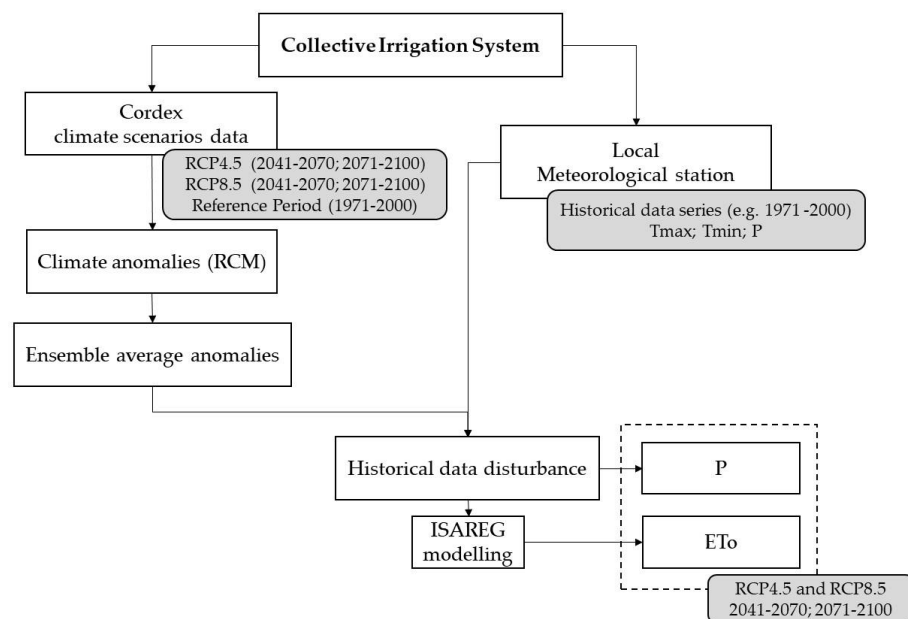 Collective Irrigation System
Cordex
climate scenarios data
RCP4.5 (2041-2070; 2071-2100)
RCP8.5 (2041-2070; 2071-2100)
Reference Period (1971-2000)
Local
Meteorological station
Historical data series (e.g. 1971 -2000)
Tmax; Tmin; P
Climate anomalies (RCM)
Ensemble average anomalies
Historical data disturbance
P
ISAREG
modelling
ETo
RCP4.5 and RCP8.5
2041-2070; 2071-2100